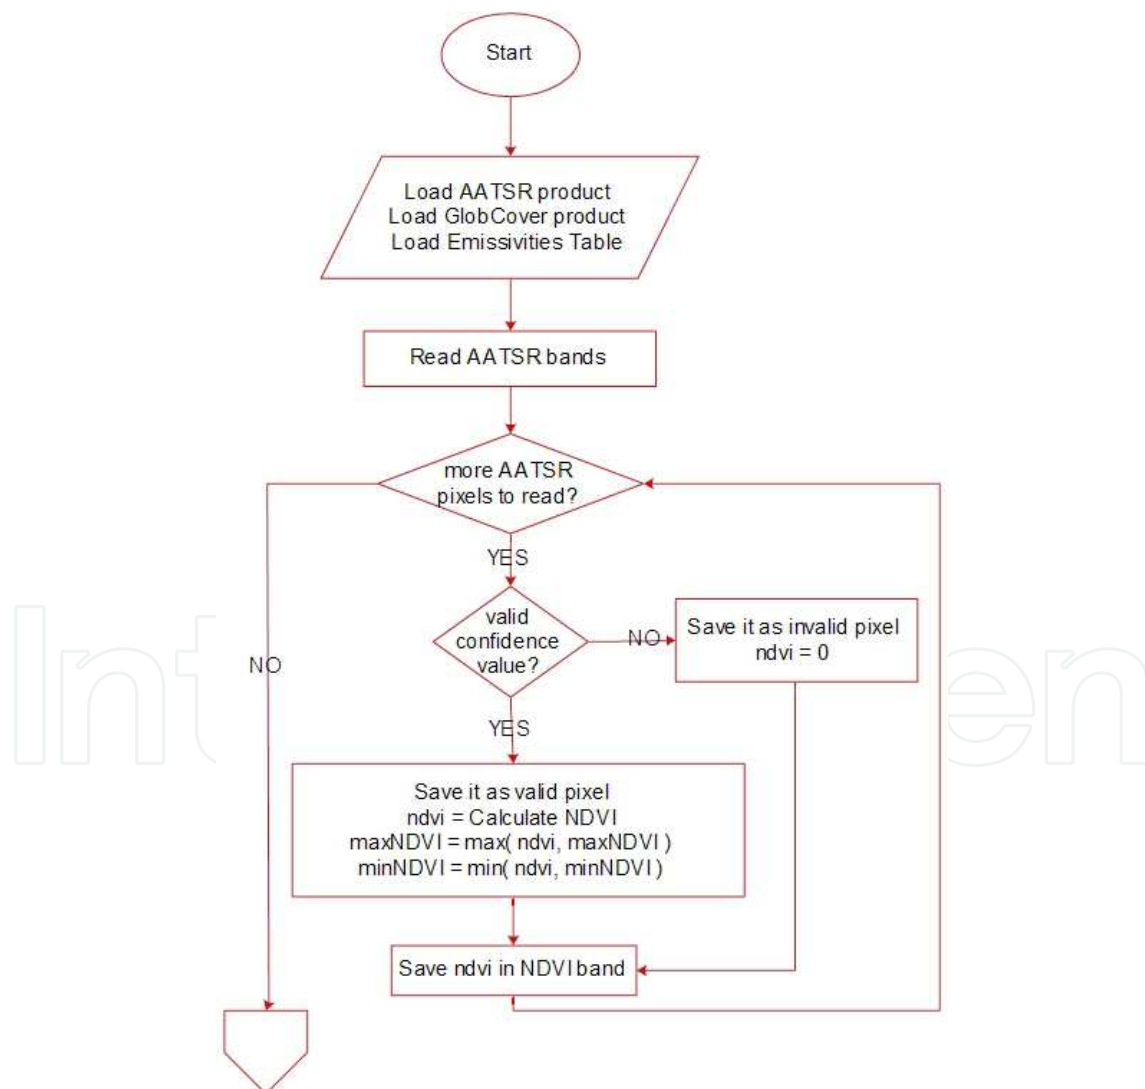 Start
Load AATSR product
Load GlobCover product
Load Emissivities Table
Read AATSR bands
more AATSR
pixels to read?
YES
valid
confidence
value?
NO
Save it as invalid pixel
ndvi = 0
NO
YES
Save it as valid pixel
ndvi = Calculate NDVI
maxNDVI = max( ndvi, maxNDVI )
minNDVI = min( ndvi, minNDVI )
Save ndvi in NDVI band